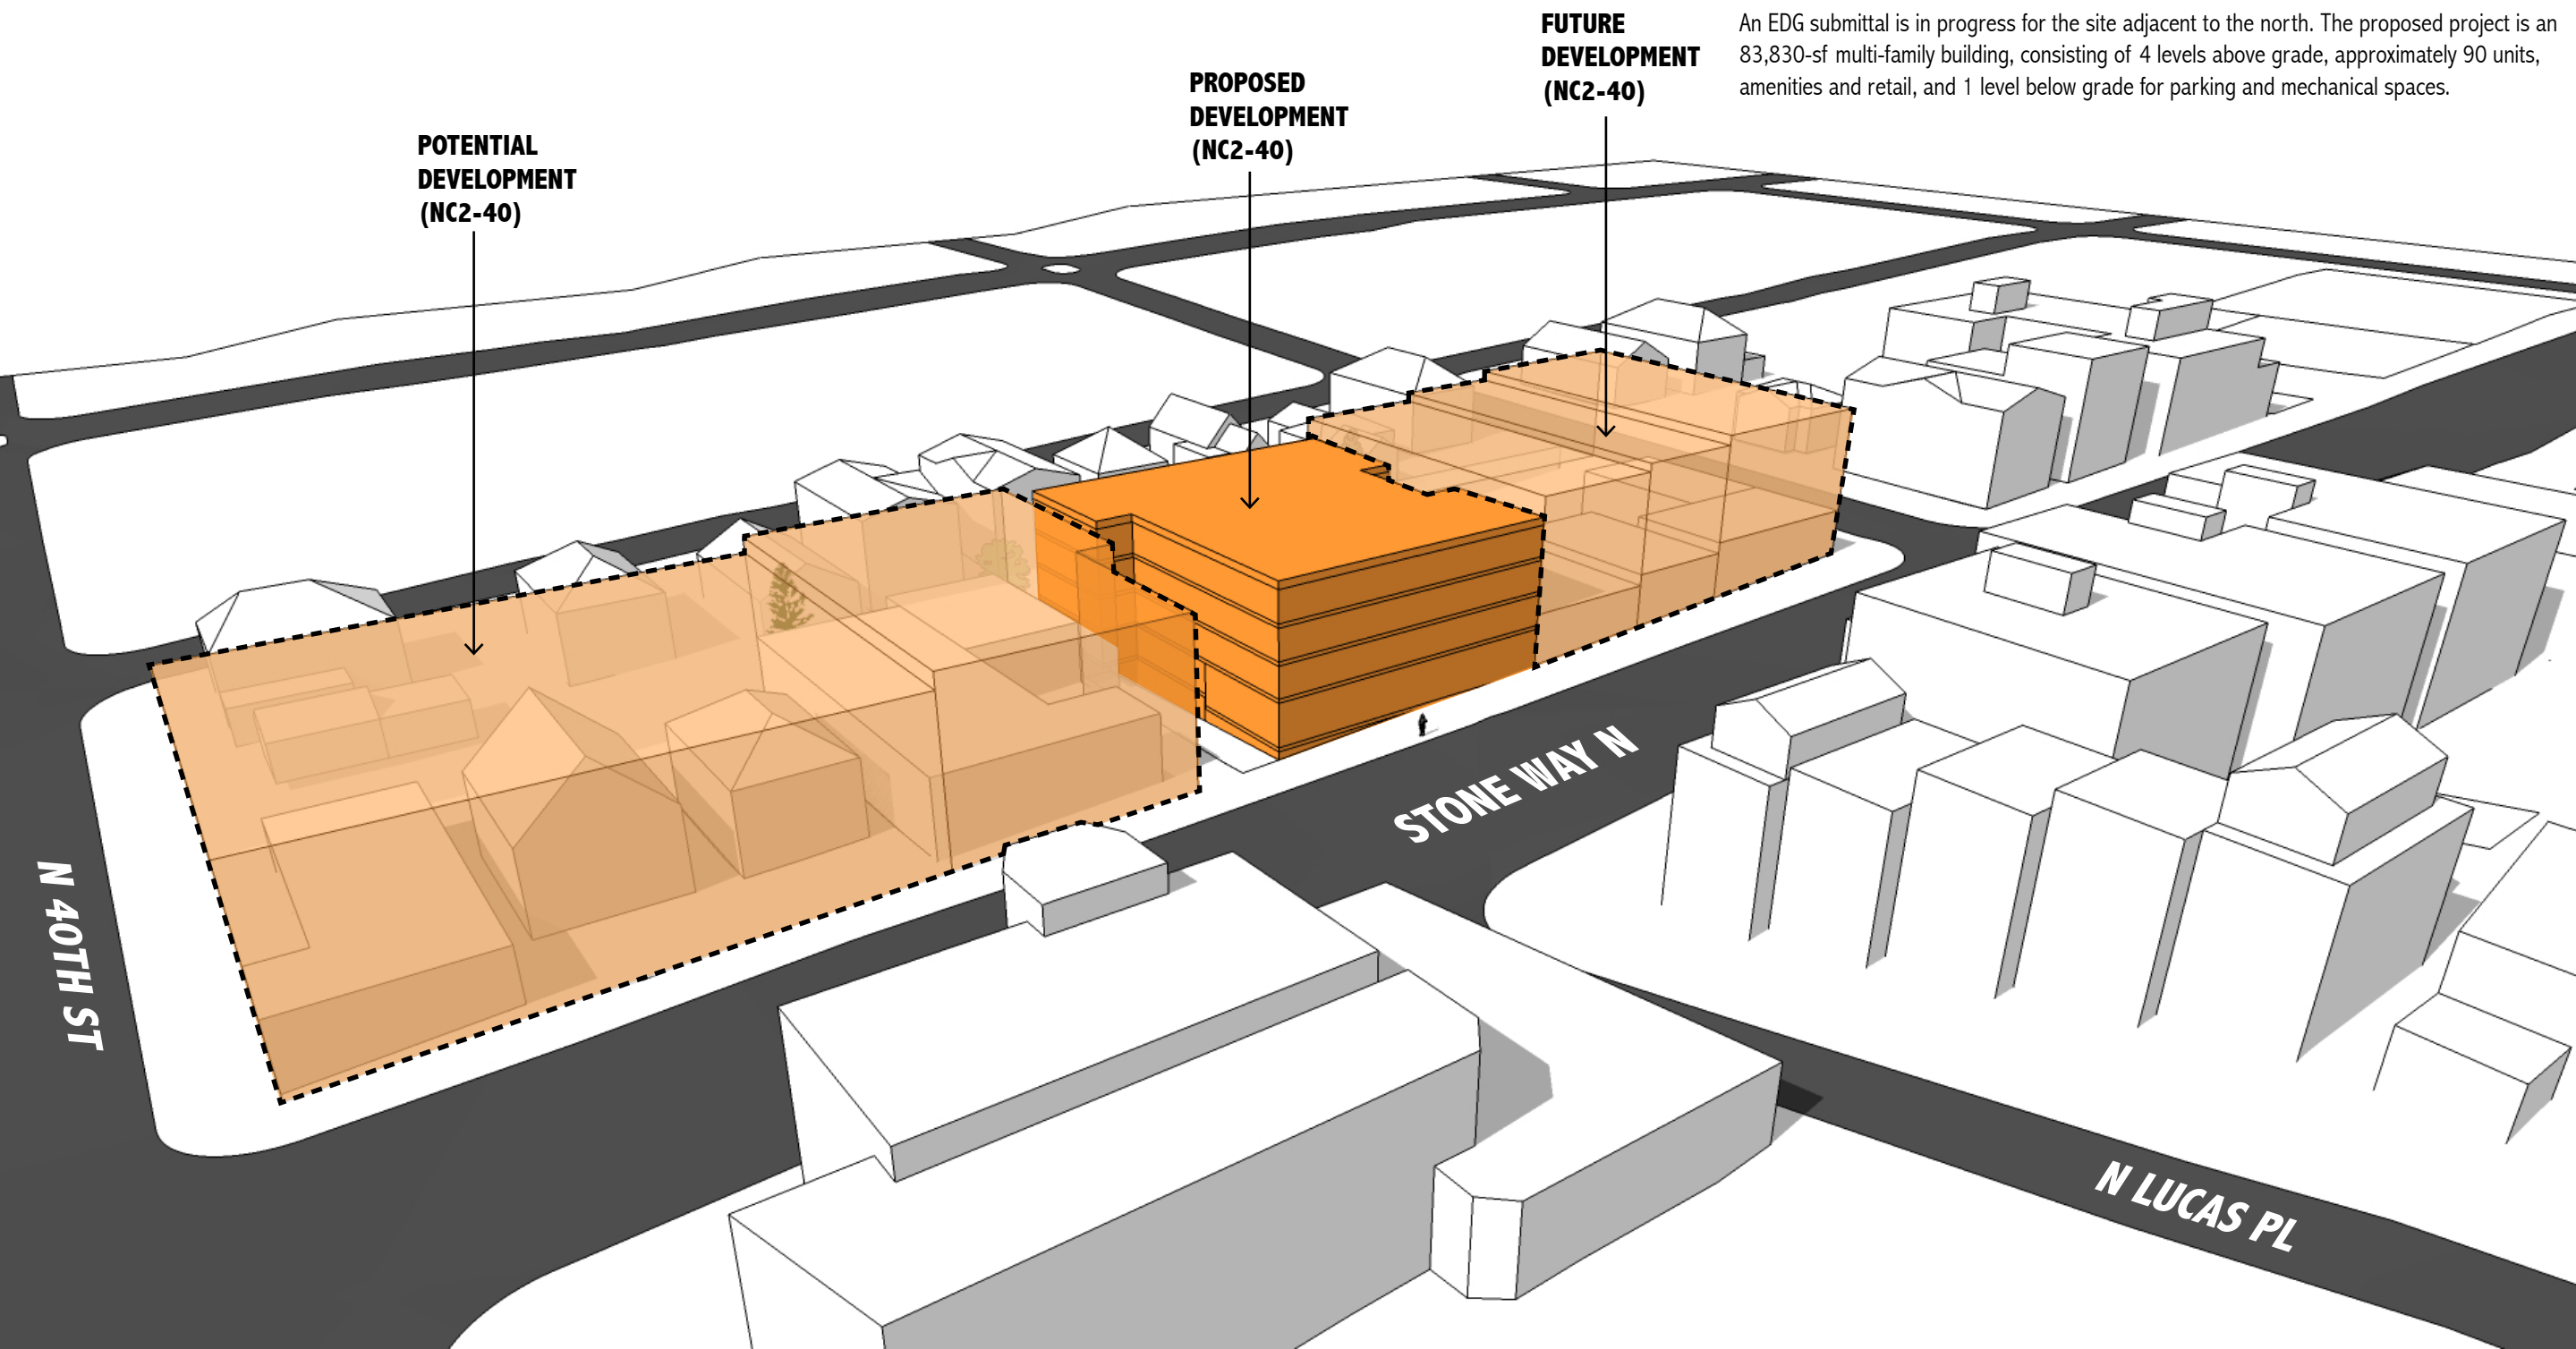 FUTURE
DEVELOPMENT
(NC2-40)
An EDG submittal is in progress for the site adjacent to the north. The proposed project is an
83,830-sf multi-family building, consisting of 4 levels above grade, approximately 90 units,
amenities and retail, and 1 level below grade for parking and mechanical spaces.
PROPOSED
DEVELOPMENT
(NC2-40)
POTENTIAL
DEVELOPMENT
(NC2-40)
STONE WAY N
N 40TH ST
N LUCAS PL